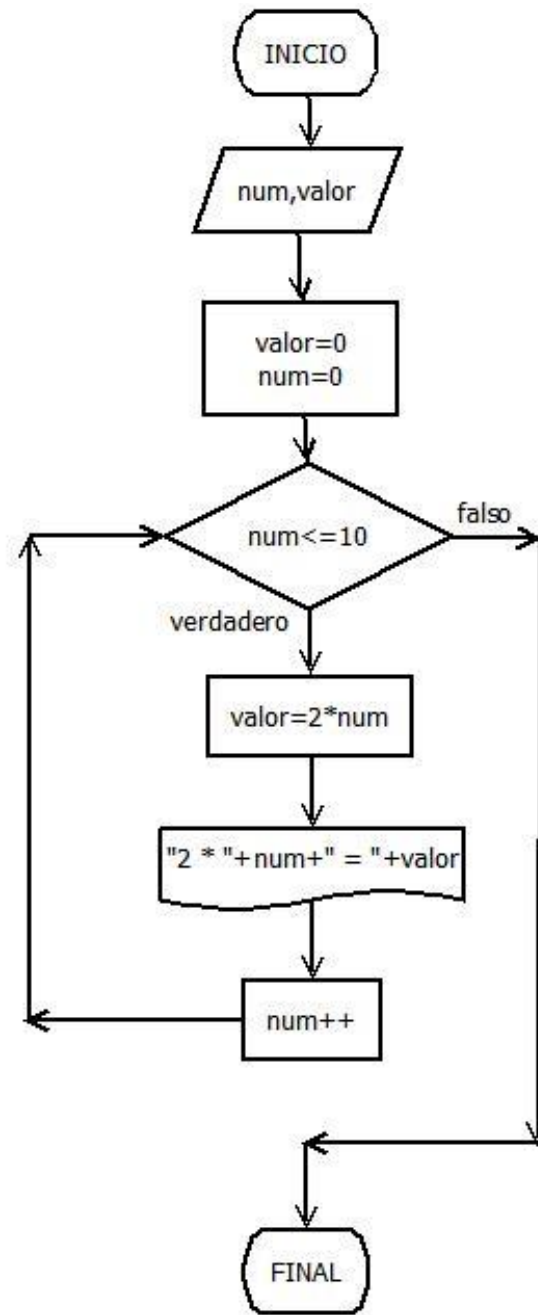 INICIO
num,valor
valor=0
num=0
num<=10
falso
verdadero
valor=2*num
"2 * "+num+" = "+valor
num++
FINAL